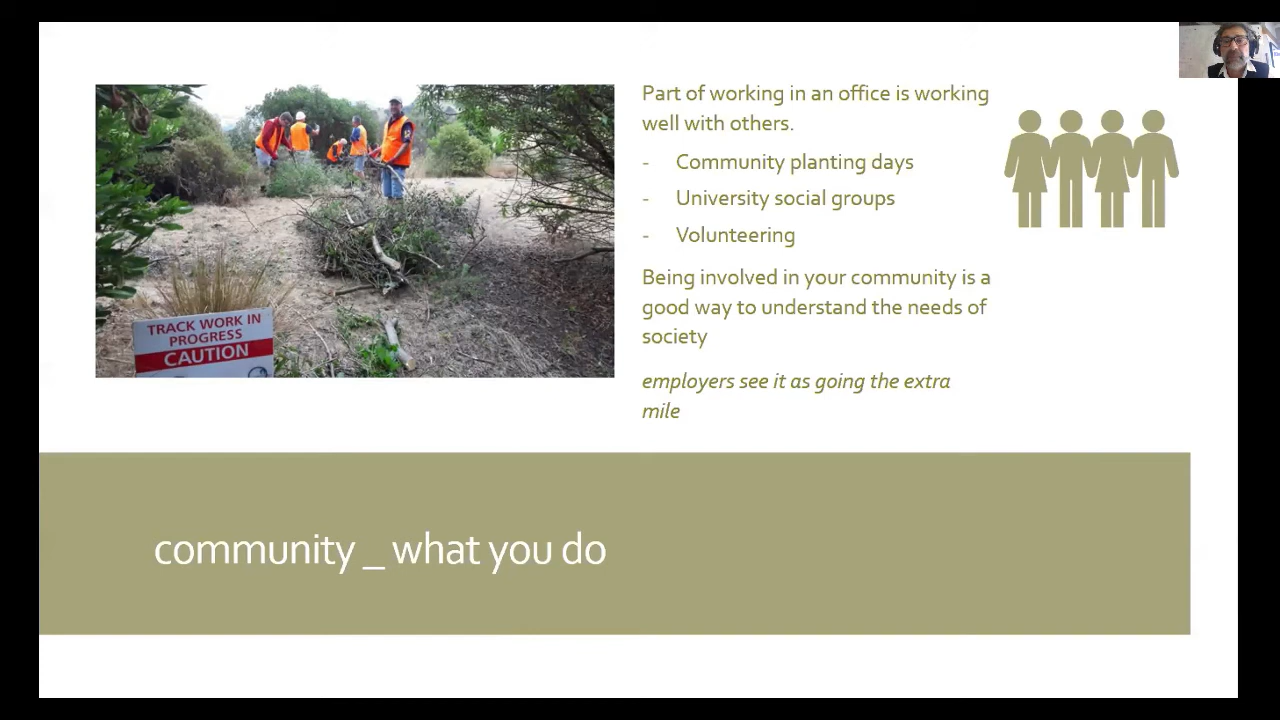 Part of working in an office is working
well with others.
- Community planting days
- University social groups
- Volunteering
Being involved in your community is a
good way to understand the needs of
society
employers see it as going the extra
mile
TRACK WORK IN
PROGRESS
CAUTION
community _ what you do